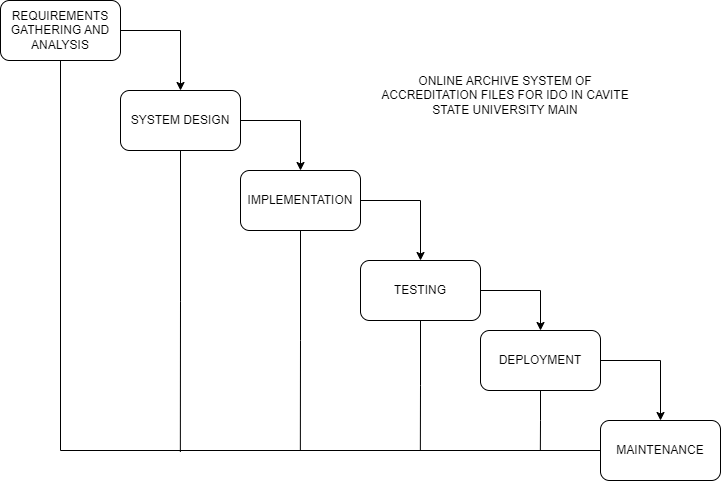 REQUIREMENTS
GATHERING AND
ANALYSIS
ONLINE ARCHIVE SYSTEM OF
ACCREDITATION FILES FOR IDO IN CAVITE
STATE UNIVERSITY MAIN
SYSTEM DESIGN
IMPLEMENTATION
TESTING
DEPLOYMENT
MAINTENANCE